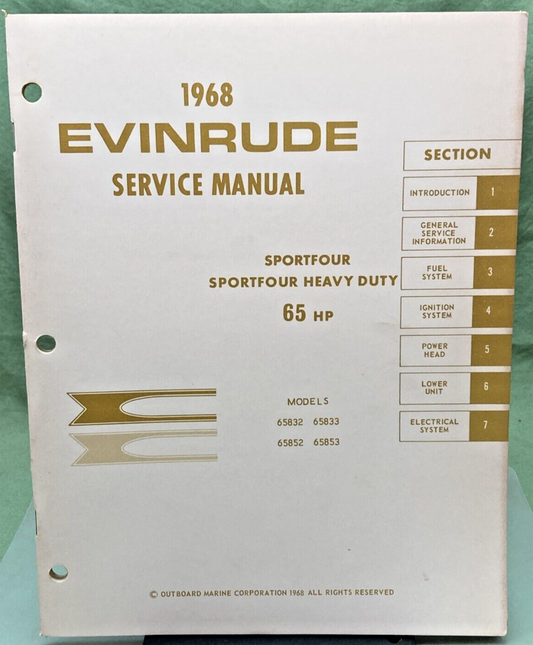 1968
EVINRUDE
SERVICE MANUAL
SPORTFOUR
SPORTFOUR HEAVY DUTY
65 HP
MODELS
65832 65833
65852 65853
SECTION
INTRODUCTION 1
GENERAL
SERVICE
INFORMATION 2
FUEL
SYSTEM 3
IGNITION
SYSTEM 4
POWER
HEAD 5
LOWER
UNIT 6
ELECTRICAL
SYSTEM 7
© OUTBOARD MARINE CORPORATION 1968 ALL RIGHTS RESERVED